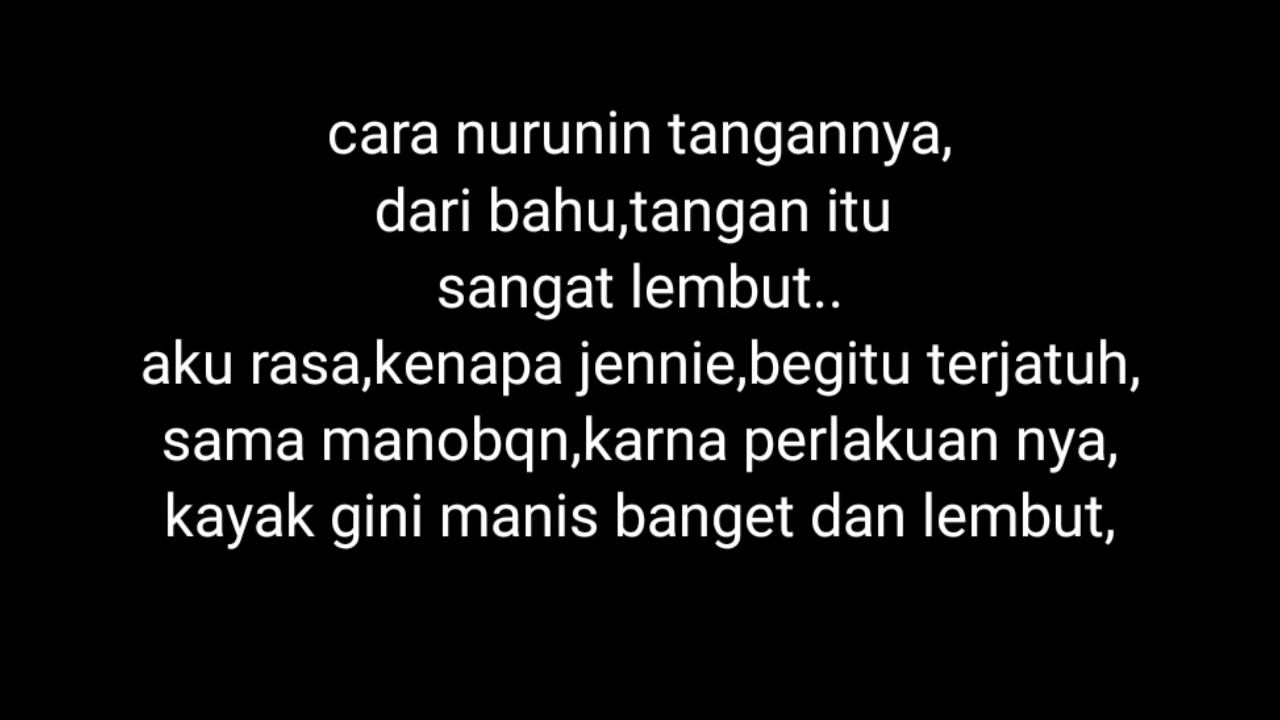 cara nurunin tangannya,
dari bahu,tangan itu
sangat lembut..
aku rasa,kenapa jennie,begitu terjatuh,
sama manobqn,karna perlakuan nya,
kayak gini manis banget dan lembut,